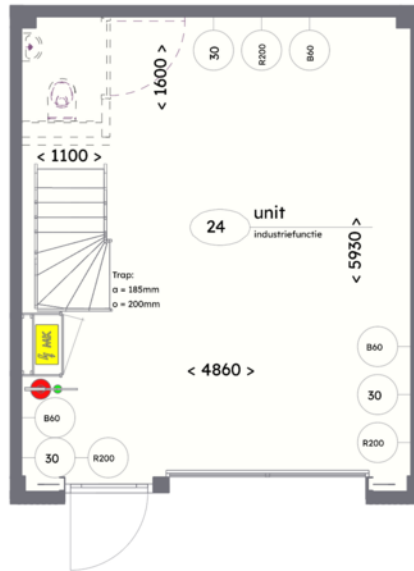 30
R200
B60
< 1600 >
< 1100 >
24
unit
industriefunctie
< 5930 >
Trap:
a = 185mm
o = 200mm
< 4860 >
B60
30
R200
B60
30
R200